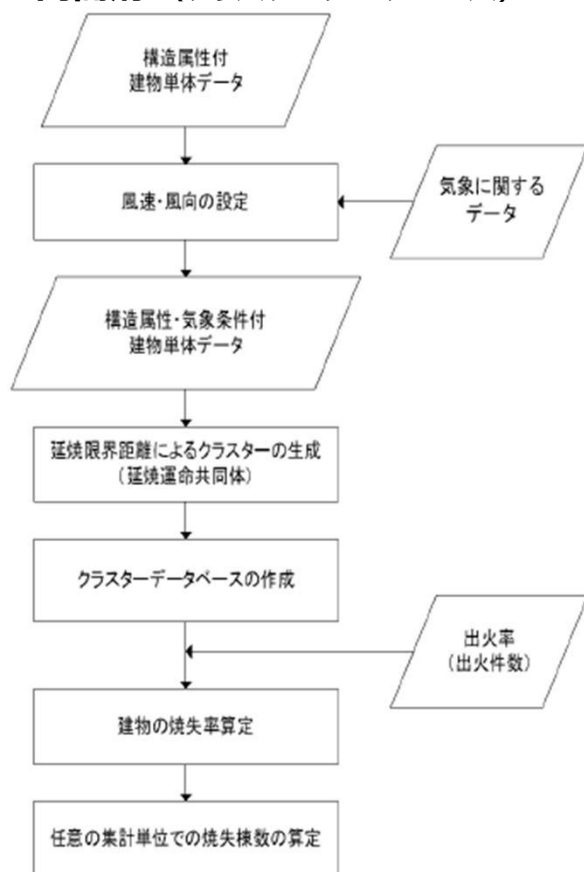 構造属性付
建物単体データ
風速・風向の設定
気象に関する
データ
構造属性・気象条件付
建物単体データ
延焼限界距離によるクラスターの生成
(延焼運命共同体)
クラスターデータベースの作成
出火率
(出火件数)
建物の焼失率算定
任意の集計単位での焼失棟数の算定